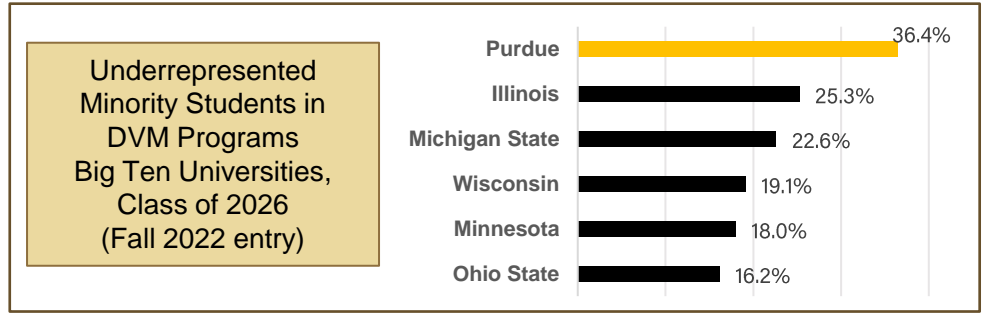 Underrepresented
Minority Students in
DVM Programs
Big Ten Universities,
Class of 2026
(Fall 2022 entry)
Purdue 36.4%
Illinois 25.3%
Michigan State 22.6%
Wisconsin 19.1%
Minnesota 18.0%
Ohio State 16.2%